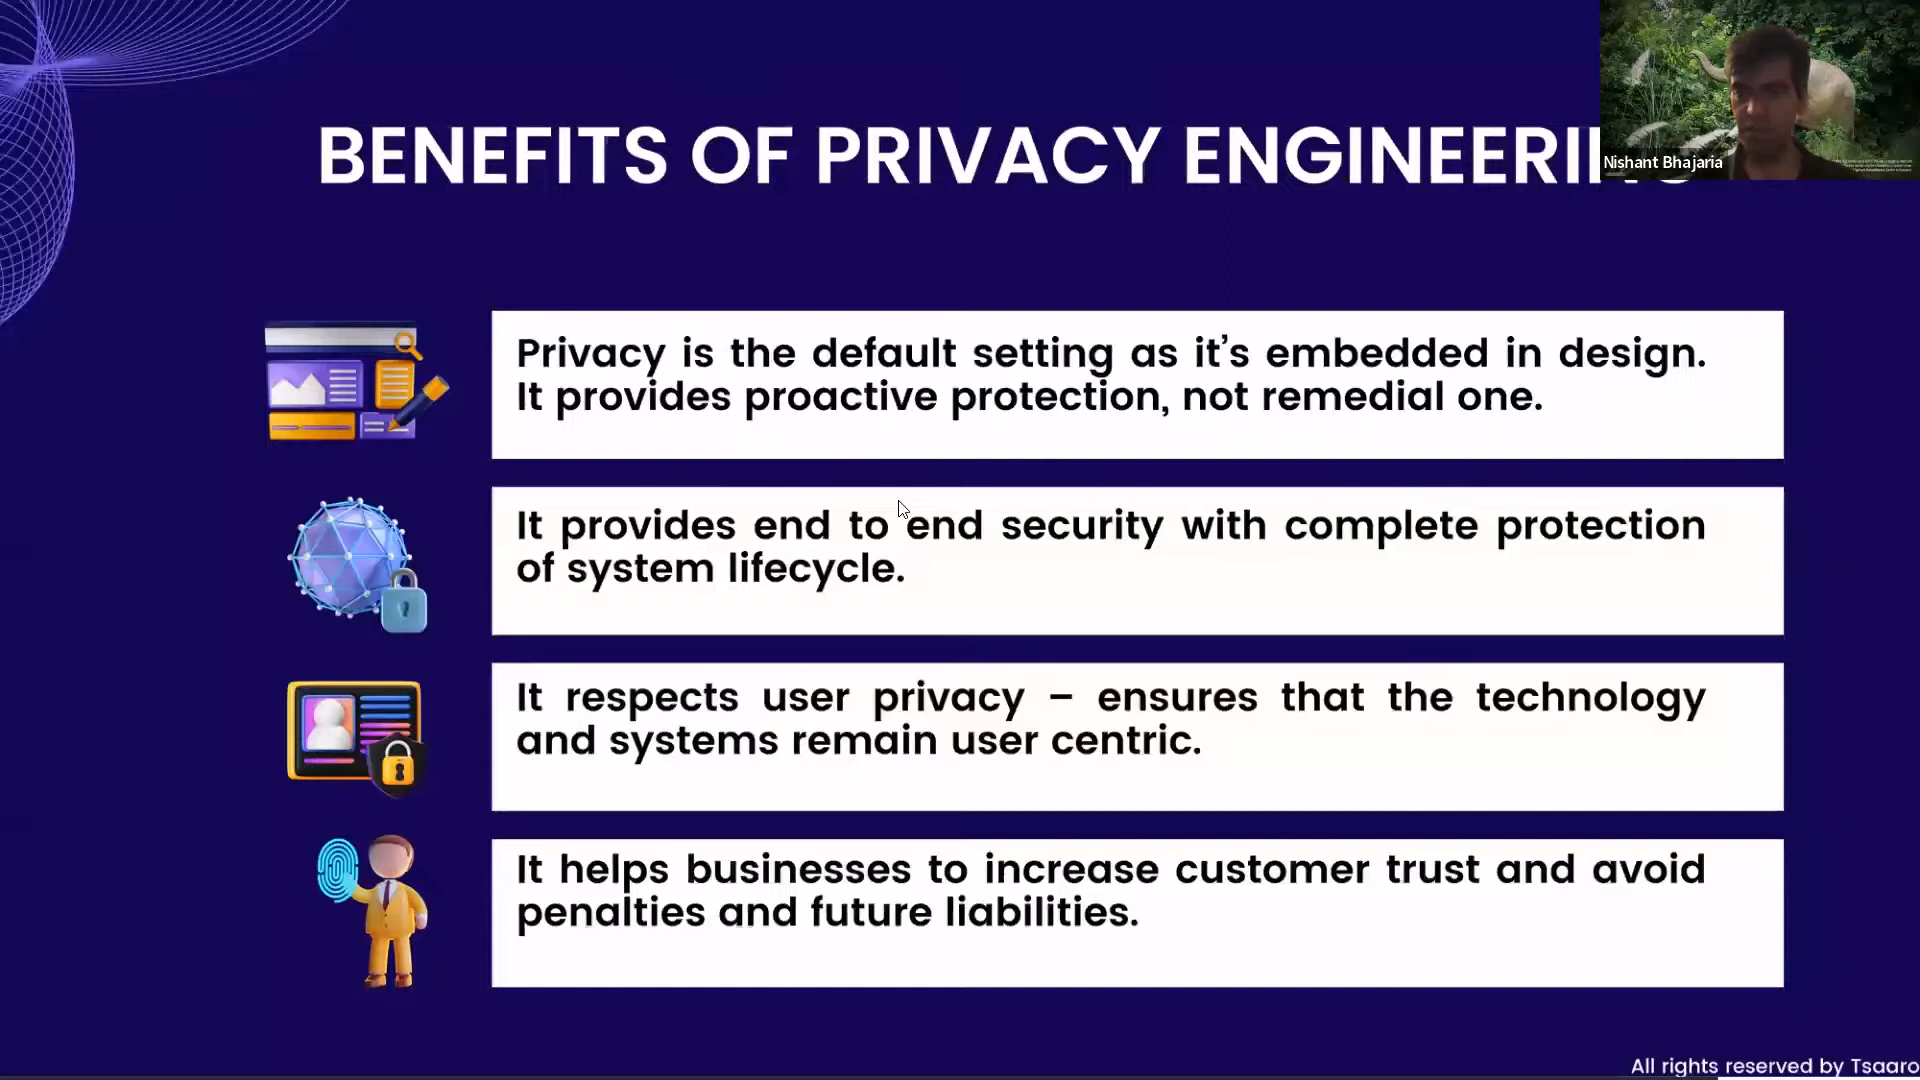 BENEFITS OF PRIVACY ENGINEERING
Nishant Bhajaria
Privacy is the default setting as it’s embedded in design.
It provides proactive protection, not remedial one.
It provides end to end security with complete protection
of system lifecycle.
It respects user privacy – ensures that the technology
and systems remain user centric.
It helps businesses to increase customer trust and avoid
penalties and future liabilities.
All rights reserved by Tsaaro